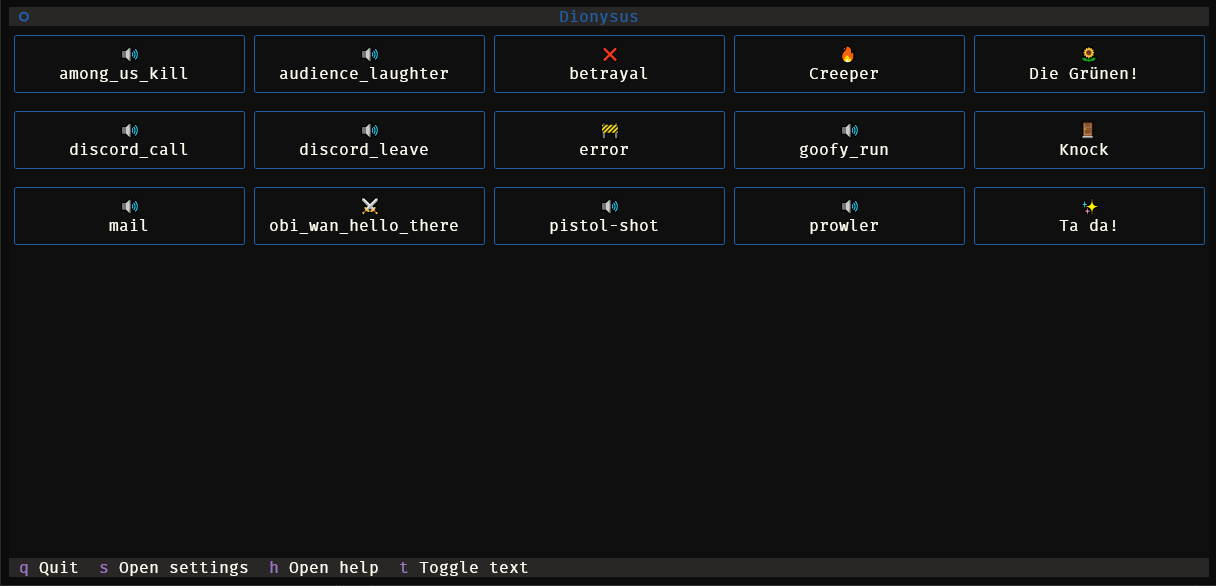 Dionysus
among_us_kill audience_laughter betrayal Creeper Die Grünen!
discord_call discord_leave error goofy_run Knock
mail obi_wan_hello_there pistol-shot prowler Ta da!
q Quit s Open settings h Open help t Toggle text